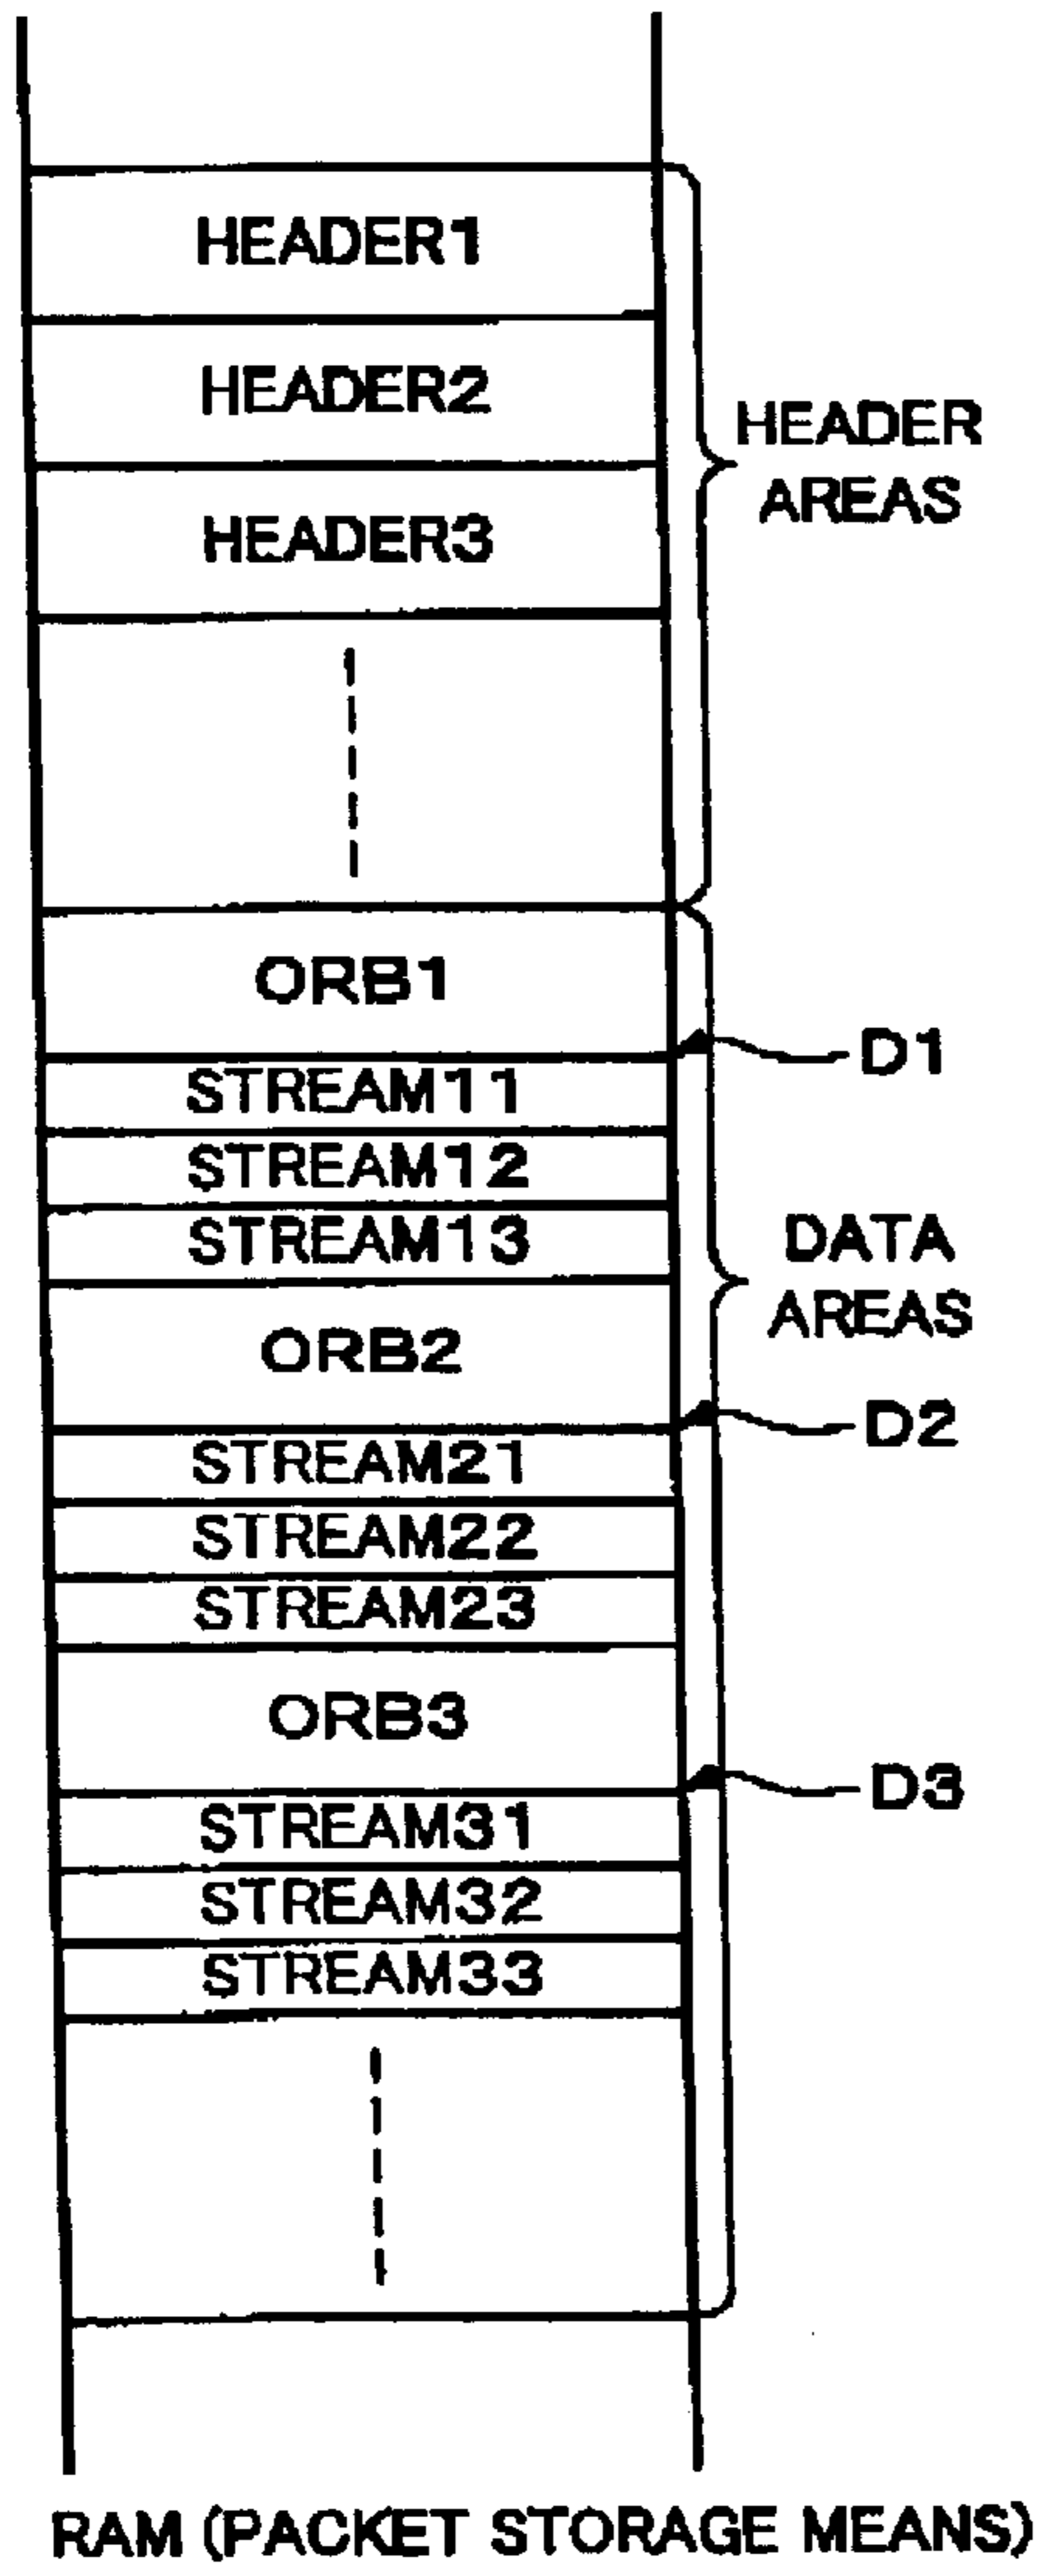 HEADER1
HEADER2
HEADER3
HEADER
AREAS
ORB1
D1
STREAM11
STREAM12
STREAM13
DATA
AREAS
ORB2
D2
STREAM21
STREAM22
STREAM23
ORB3
D3
STREAM31
STREAM32
STREAM33
RAM (PACKET STORAGE MEANS)